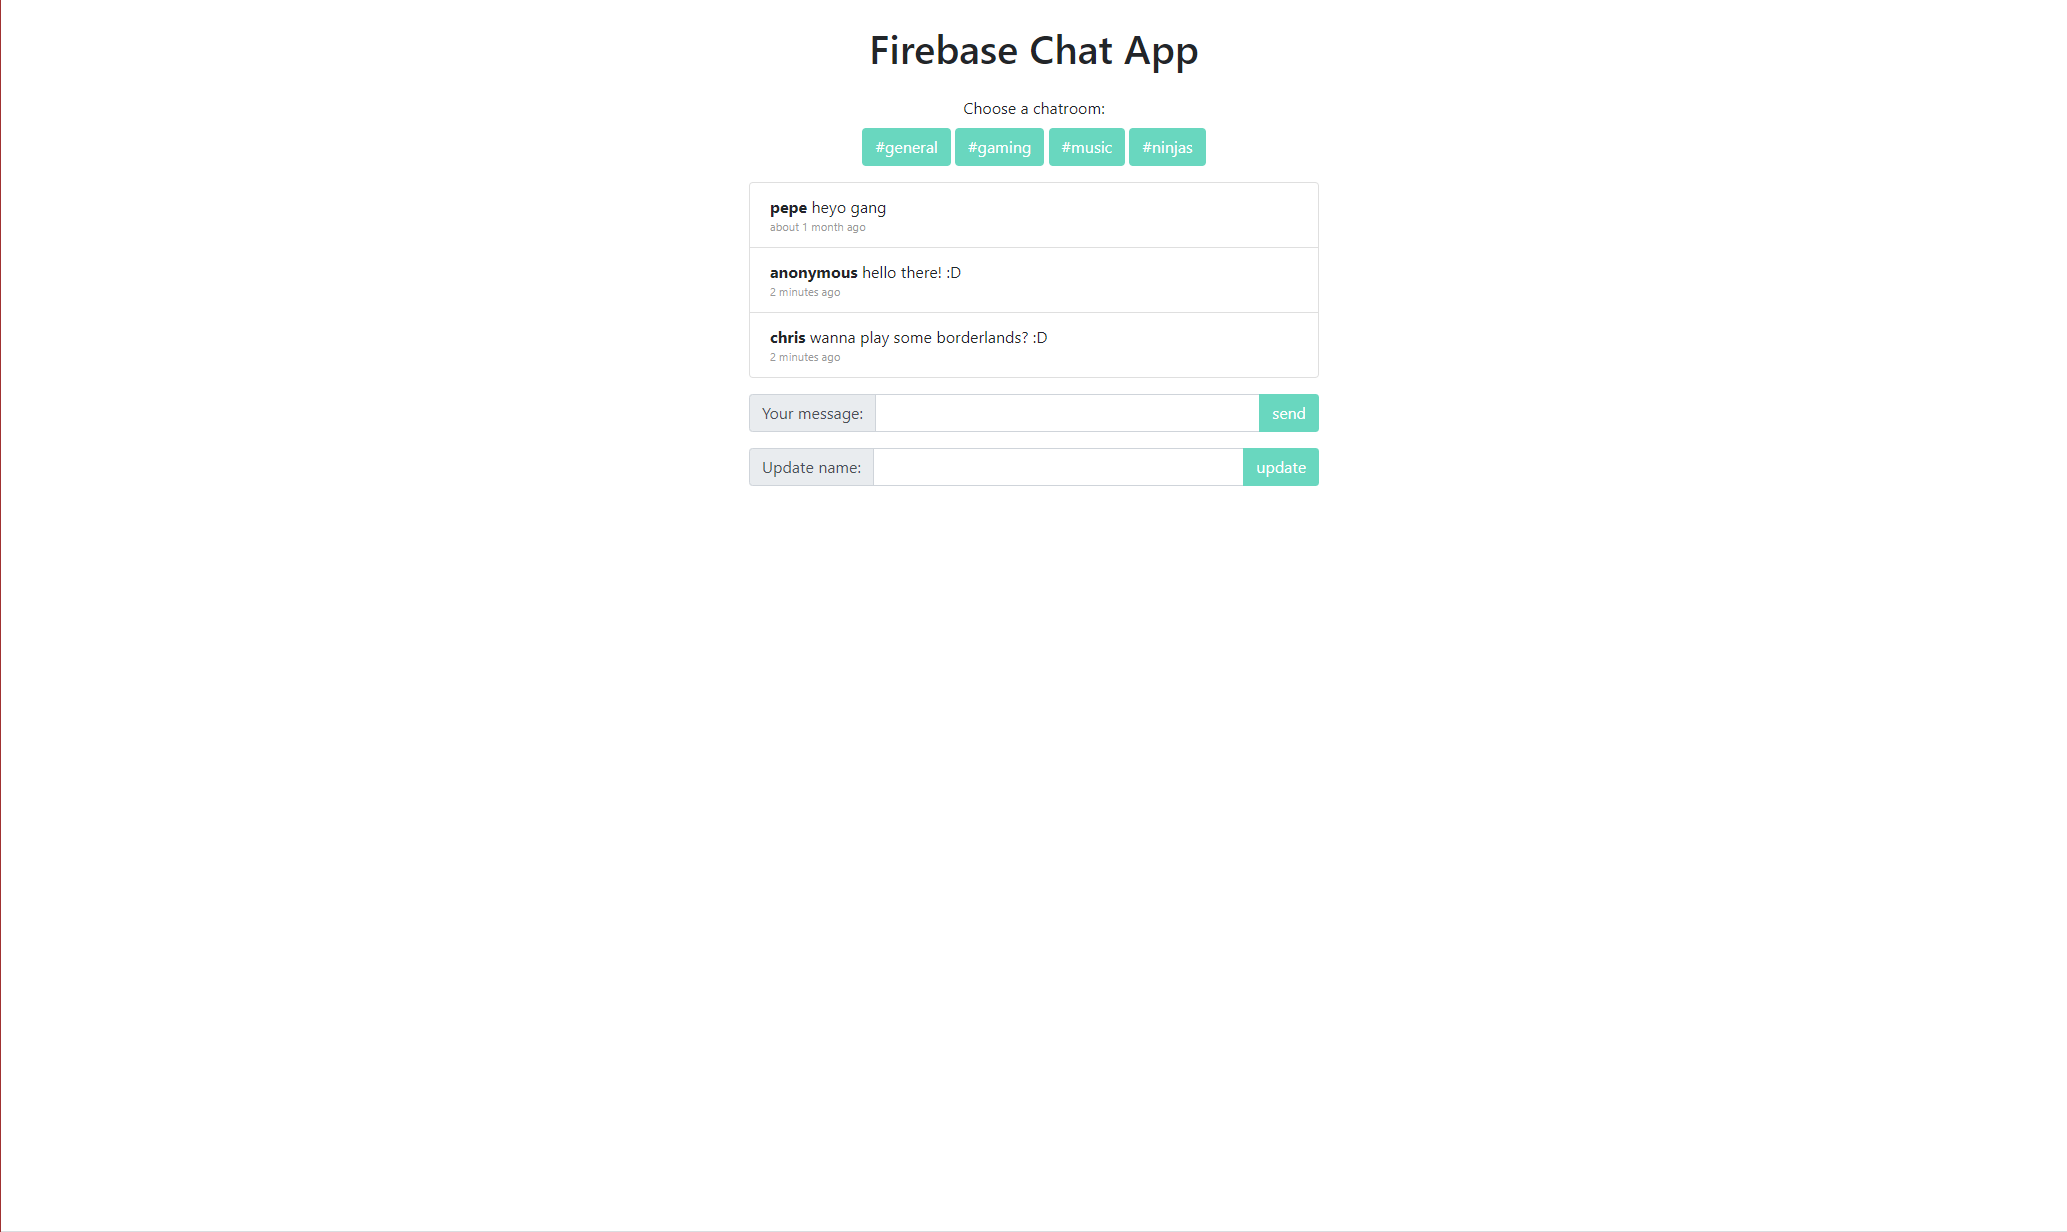 Firebase Chat App
Choose a chatroom:
#general #gaming #music #ninjas
pepe heyo gang
about 1 month ago
anonymous hello there! :D
2 minutes ago
chris wanna play some borderlands? :D
2 minutes ago
Your message: send
Update name: update